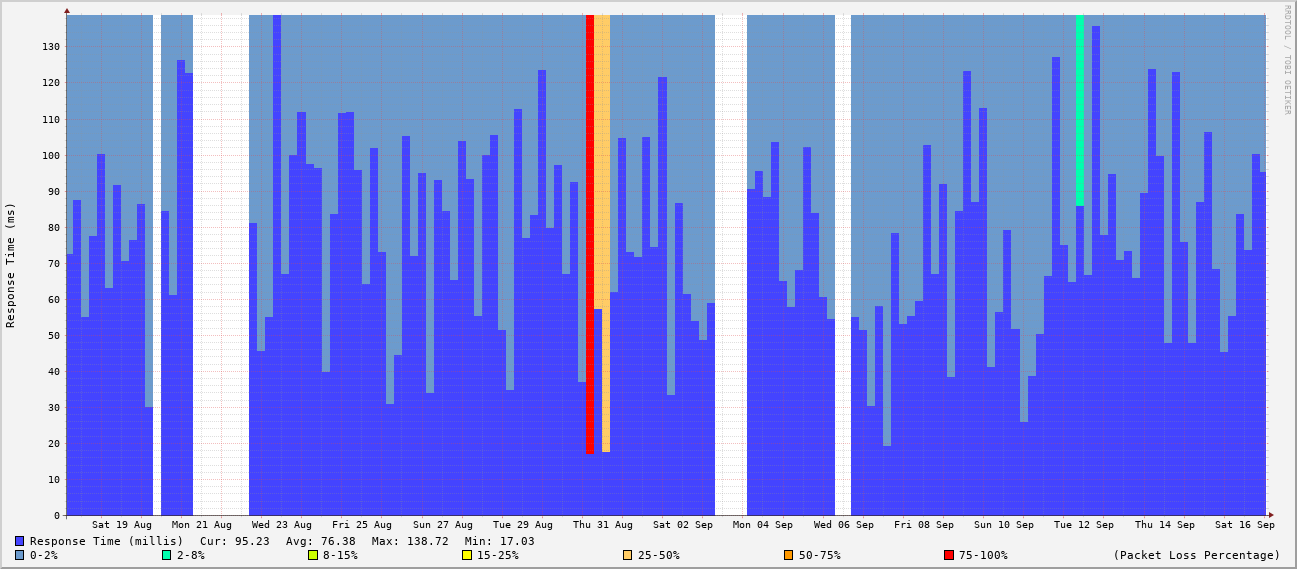 RRDTOOL / TOBI OETIKER
Response Time (ms)
130
120
110
100
90
80
70
60
50
40
30
20
10
0
Sat 19 Aug Mon 21 Aug Wed 23 Aug Fri 25 Aug Sun 27 Aug Tue 29 Aug Thu 31 Aug Sat 02 Sep Mon 04 Sep Wed 06 Sep Fri 08 Sep Sun 10 Sep Tue 12 Sep Thu 14 Sep Sat 16 Sep
Response Time (millis) Cur: 95.23 Avg: 76.38 Max: 138.72 Min: 17.03
0-2% 2-8% 8-15% 15-25% 25-50% 50-75% 75-100% (Packet Loss Percentage)